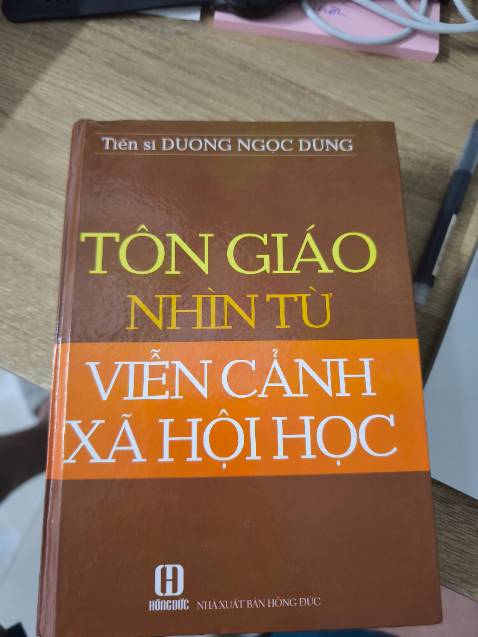 Tiến sĩ DƯƠNG NGỌC DŨNG
TÔN GIÁO
NHÌN TỪ
VIỄN CẢNH
XÃ HỘI HỌC
HỒNG ĐỨC
NHÀ XUẤT BẢN HỒNG ĐỨC